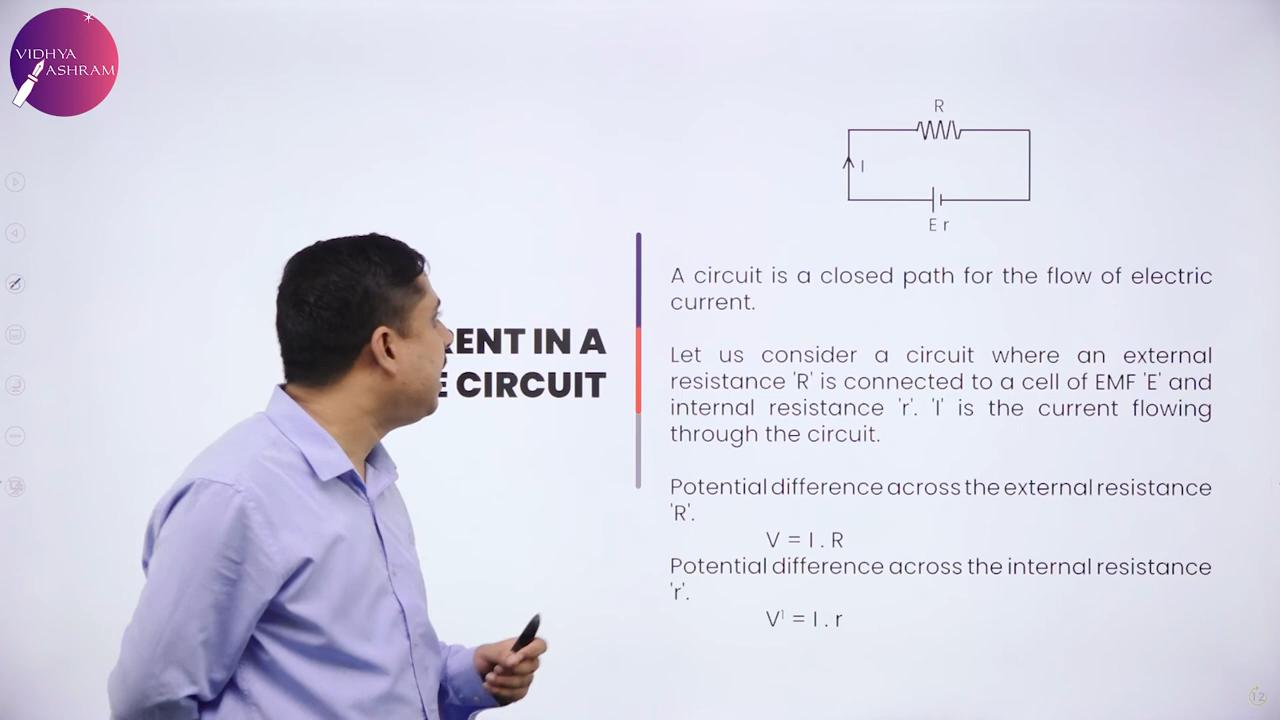 VIDHYA
ASHRAM
R
I
E r
RENT IN A
E CIRCUIT
A circuit is a closed path for the flow of electric
current.
Let us consider a circuit where an external
resistance 'R' is connected to a cell of EMF 'E' and
internal resistance 'r'. 'I' is the current flowing
through the circuit.
Potential difference across the external resistance
'R'.
V = I . R
Potential difference across the internal resistance
'r'.
V¹ = I . r
12